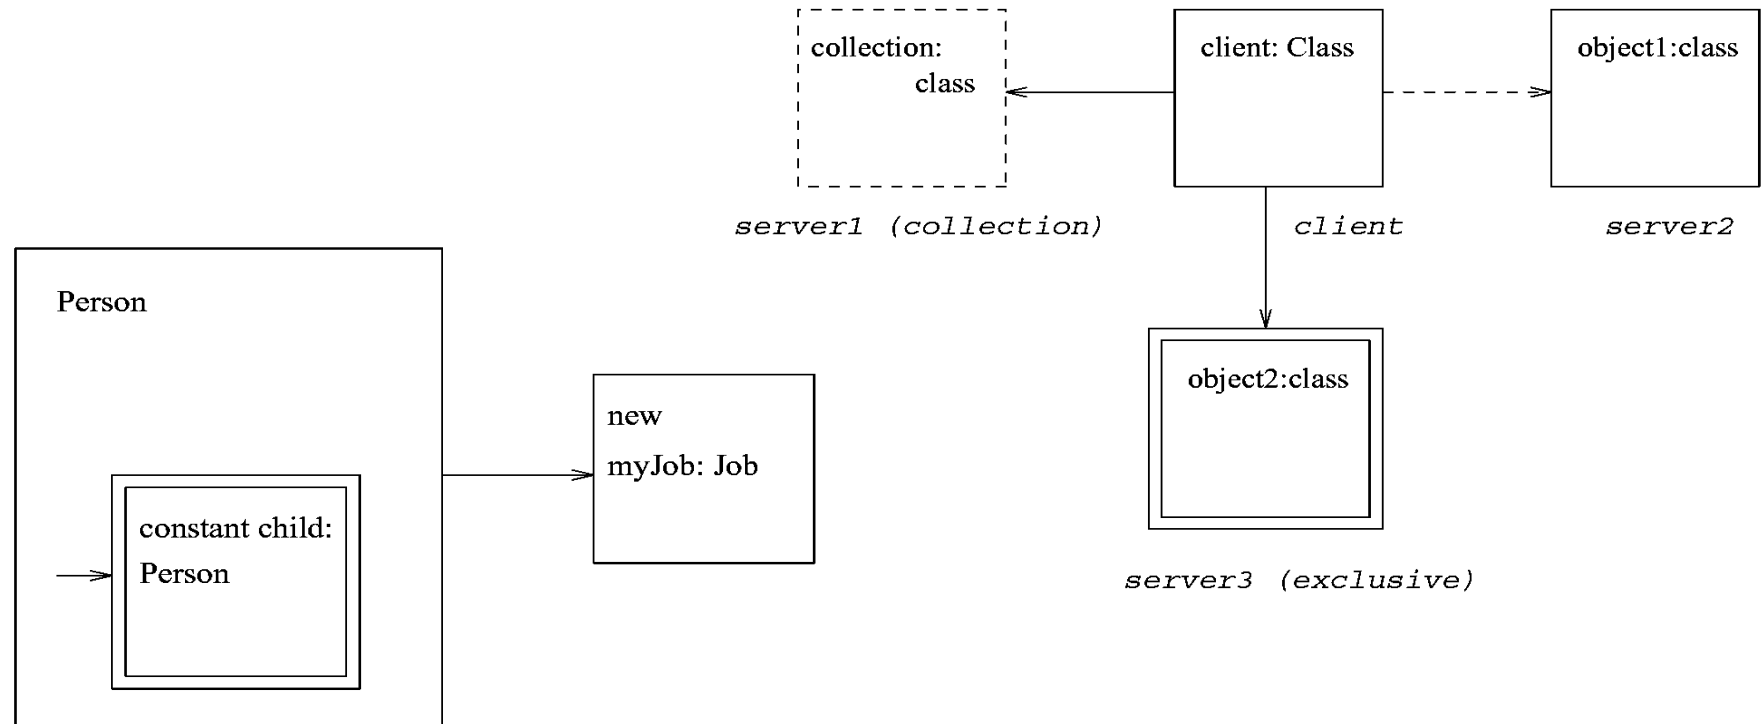 collection:
class
client: Class
object1:class
server1 (collection)
client
server2
Person
new
myJob: Job
object2:class
constant child:
Person
server3 (exclusive)